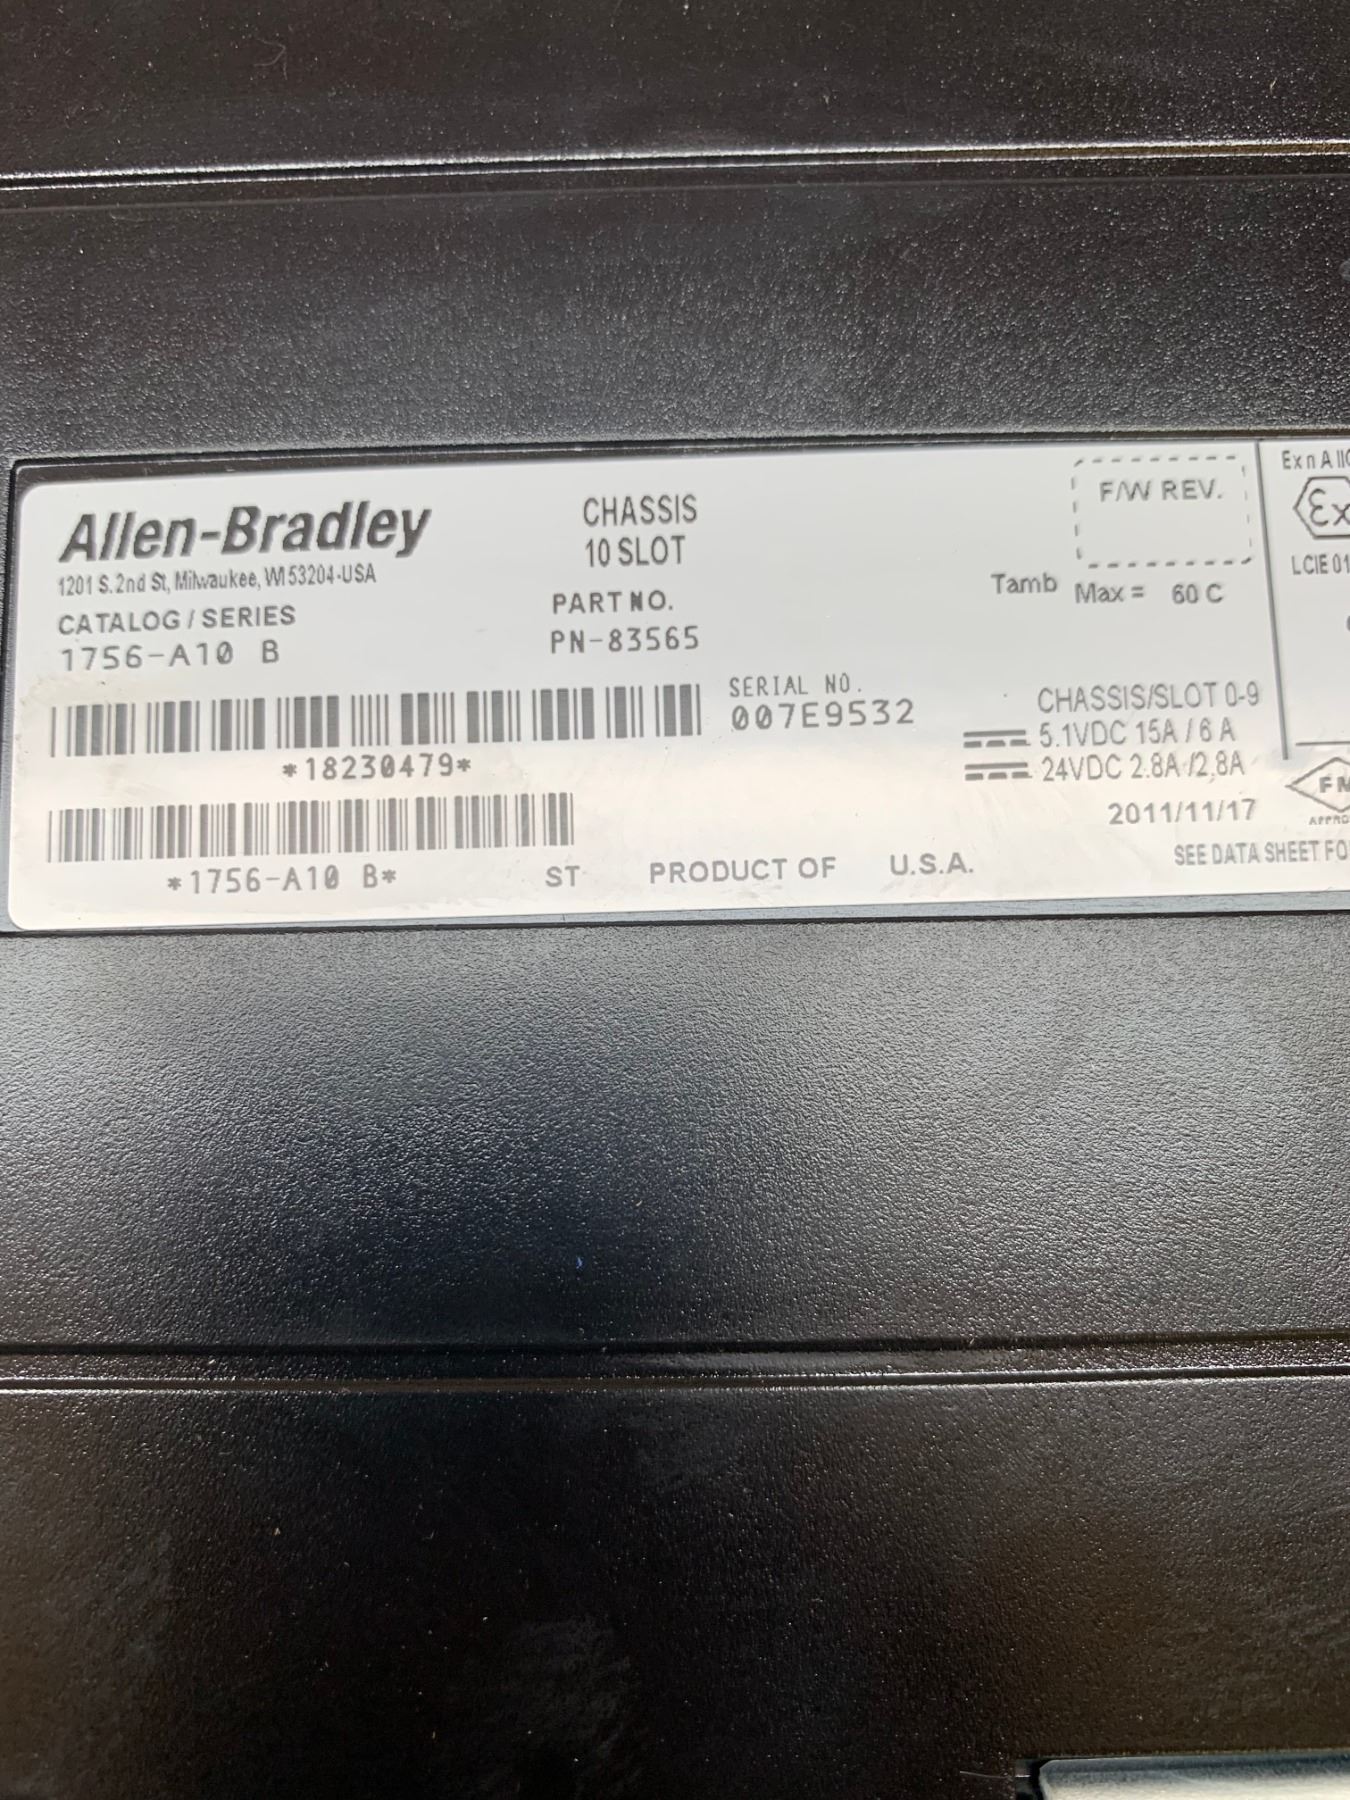 Allen-Bradley
1201 S. 2nd St, Milwaukee, WI 53204-USA
CATALOG / SERIES
1756-A10 B
CHASSIS
10 SLOT
PART NO.
PN-83565
F/W REV.
Tamb Max = 60 C
Ex n A
Ex
LCIE 01
*18230479*
SERIAL NO.
007E9532
CHASSIS/SLOT 0-9
5.1VDC 15A / 6 A
24VDC 2.8A /2,8A
2011/11/17
FM
*1756-A10 B*
ST PRODUCT OF U.S.A.
SEE DATA SHEET FO